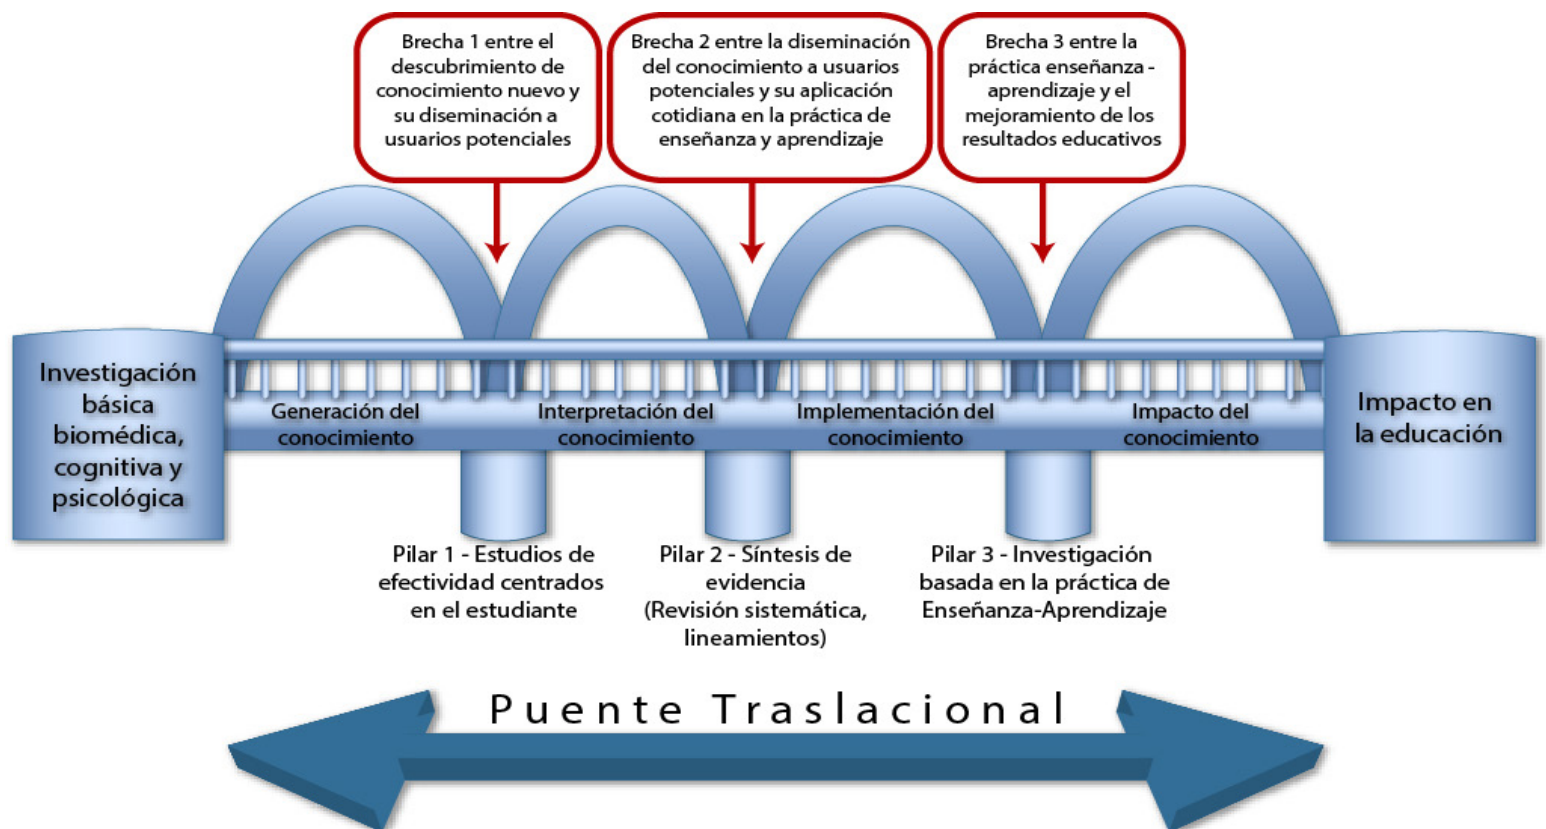 Brecha 1 entre el
descubrimiento de
conocimiento nuevo y
su diseminación a
usuarios potenciales
Brecha 2 entre la diseminación
del conocimiento a usuarios
potenciales y su aplicación
cotidiana en la práctica de
enseñanza y aprendizaje
Brecha 3 entre la
práctica enseñanza -
aprendizaje y el
mejoramiento de los
resultados educativos
Investigación
básica
biomédica,
cognitiva y
psicológica
Generación del
conocimiento
Interpretación del
conocimiento
Implementación del
conocimiento
Impacto del
conocimiento
Impacto en
la educación
Pilar 1 - Estudios de
efectividad centrados
en el estudiante
Pilar 2 - Síntesis de
evidencia
(Revisión sistemática,
lineamientos)
Pilar 3 - Investigación
basada en la práctica de
Enseñanza-Aprendizaje
Puente Traslacional